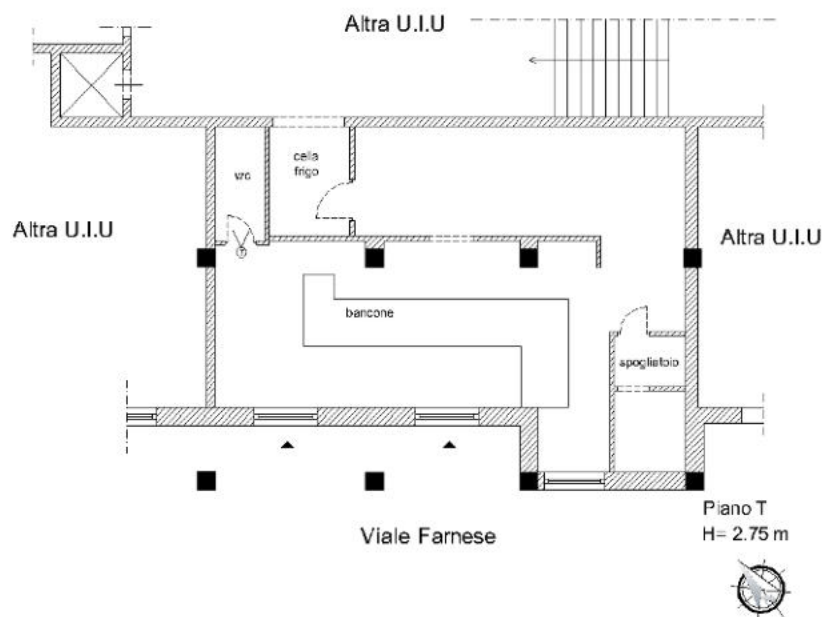 Altra U.I.U
wc
cella
frigo
Altra U.I.U
Altra U.I.U
bancone
spogliatoio
Piano T
H= 2.75 m
Viale Farnese